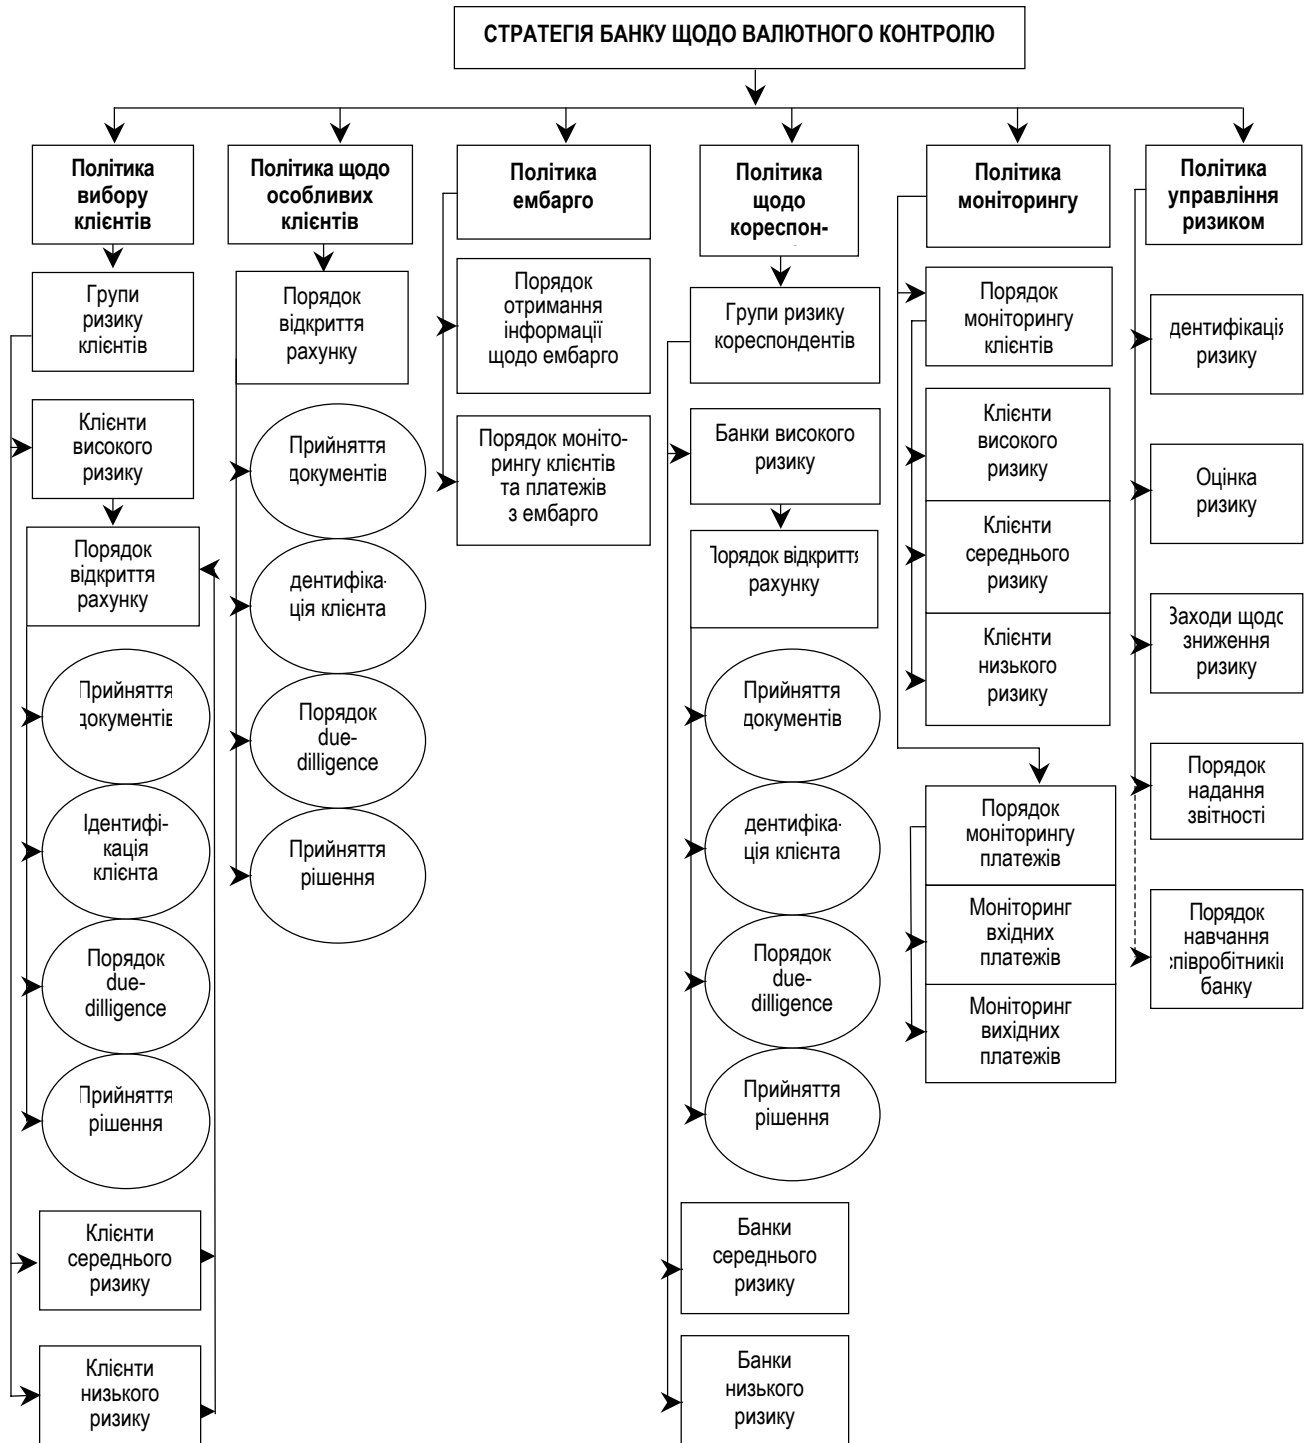 СТРАТЕГІЯ БАНКУ ЩОДО ВАЛЮТНОГО КОНТРОЛЮ
Політика
вибору
клієнтів
Групи
ризику
клієнтів
Клієнти
високого
ризику
Порядок
відкриття
рахунку
Прийняття
документів
Ідентифі-
кація
клієнта
Порядок
due-
dilligence
Прийняття
рішення
Клієнти
середнього
ризику
Клієнти
низького
ризику
Політика щодо
особливих
клієнтів
Порядок
відкриття
рахунку
Прийняття
документів
дентифіка-
ція клієнта
Порядок
due-
dilligence
Прийняття
рішення
Політика
ембарго
Порядок
отримання
інформації
щодо ембарго
Порядок моніто-
рингу клієнтів
та платежів
з ембарго
Політика
щодо
кореспон-
Групи ризику
кореспондентів
Банки високого
ризику
Порядок відкриття
рахунку
Прийняття
документів
дентифіка-
ція клієнта
Порядок
due-
dilligence
Прийняття
рішення
Банки
середнього
ризику
Банки
низького
ризику
Політика
моніторингу
Порядок
моніторингу
клієнтів
Клієнти
високого
ризику
Клієнти
середнього
ризику
Клієнти
низького
ризику
Порядок
моніторингу
платежів
Моніторинг
вхідних
платежів
Моніторинг
вихідних
платежів
Політика
управління
ризиком
дентифікація
ризику
Оцінка
ризику
Заходи щодо
зниження
ризику
Порядок
надання
звітності
Порядок
навчання
співробітників
банку